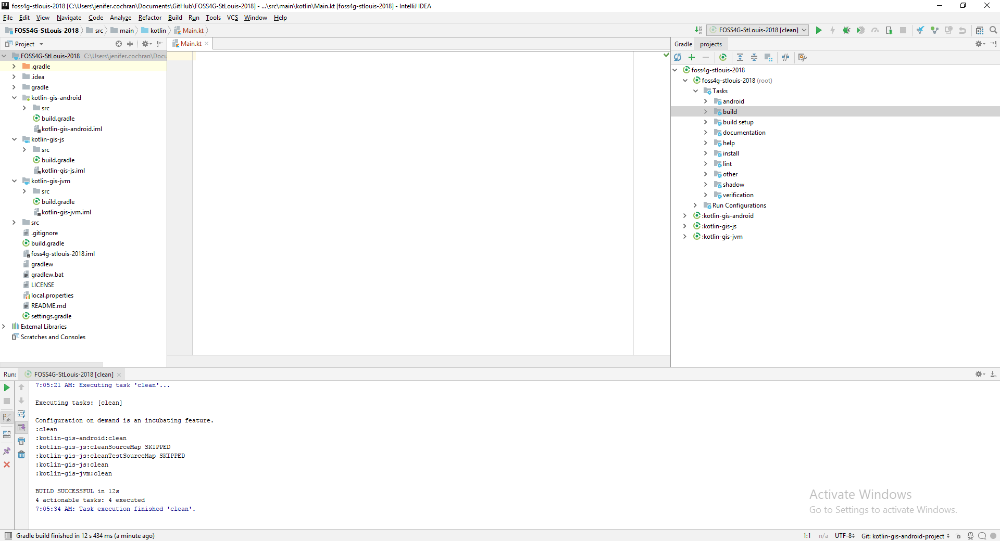 foss4g-stlouis-2018 [C:\Users\jenifer.cochran\Documents\GitHub\FOSS4G-StLouis-2018] - ...\src\main\kotlin\Main.kt [foss4g-stlouis-2018] - IntelliJ IDEA
File Edit View Navigate Code Analyze Refactor Build Run Tools VCS Window Help
FOSS4G-StLouis-2018 src main kotlin Main.kt
FOSS4G-StLouis-2018 [clean]
Project
Main.kt
Gradle projects
FOSS4G-StLouis-2018 C:\Users\jenifer.cochran\Docu
.gradle
.idea
gradle
kotlin-gis-android
src
build.gradle
kotlin-gis-android.iml
kotlin-gis-js
src
build.gradle
kotlin-gis-js.iml
kotlin-gis-jvm
src
build.gradle
kotlin-gis-jvm.iml
src
.gitignore
build.gradle
foss4g-stlouis-2018.iml
gradlew
gradlew.bat
LICENSE
local.properties
README.md
settings.gradle
External Libraries
Scratches and Consoles
foss4g-stlouis-2018
foss4g-stlouis-2018 (root)
Tasks
android
build
build setup
documentation
help
install
lint
other
shadow
verification
Run Configurations
:kotlin-gis-android
:kotlin-gis-js
:kotlin-gis-jvm
Run: FOSS4G-StLouis-2018 [clean]
7:05:21 AM: Executing task 'clean'...
Executing tasks: [clean]
Configuration on demand is an incubating feature.
:clean
:kotlin-gis-android:clean
:kotlin-gis-js:cleanSourceMap SKIPPED
:kotlin-gis-js:cleanTestSourceMap SKIPPED
:kotlin-gis-js:clean
:kotlin-gis-jvm:clean
BUILD SUCCESSFUL in 12s
4 actionable tasks: 4 executed
7:05:34 AM: Task execution finished 'clean'.
Activate Windows
Go to Settings to activate Windows.
Gradle build finished in 12 s 434 ms (a minute ago)
1:1 n/a UTF-8 Git: kotlin-gis-android-project